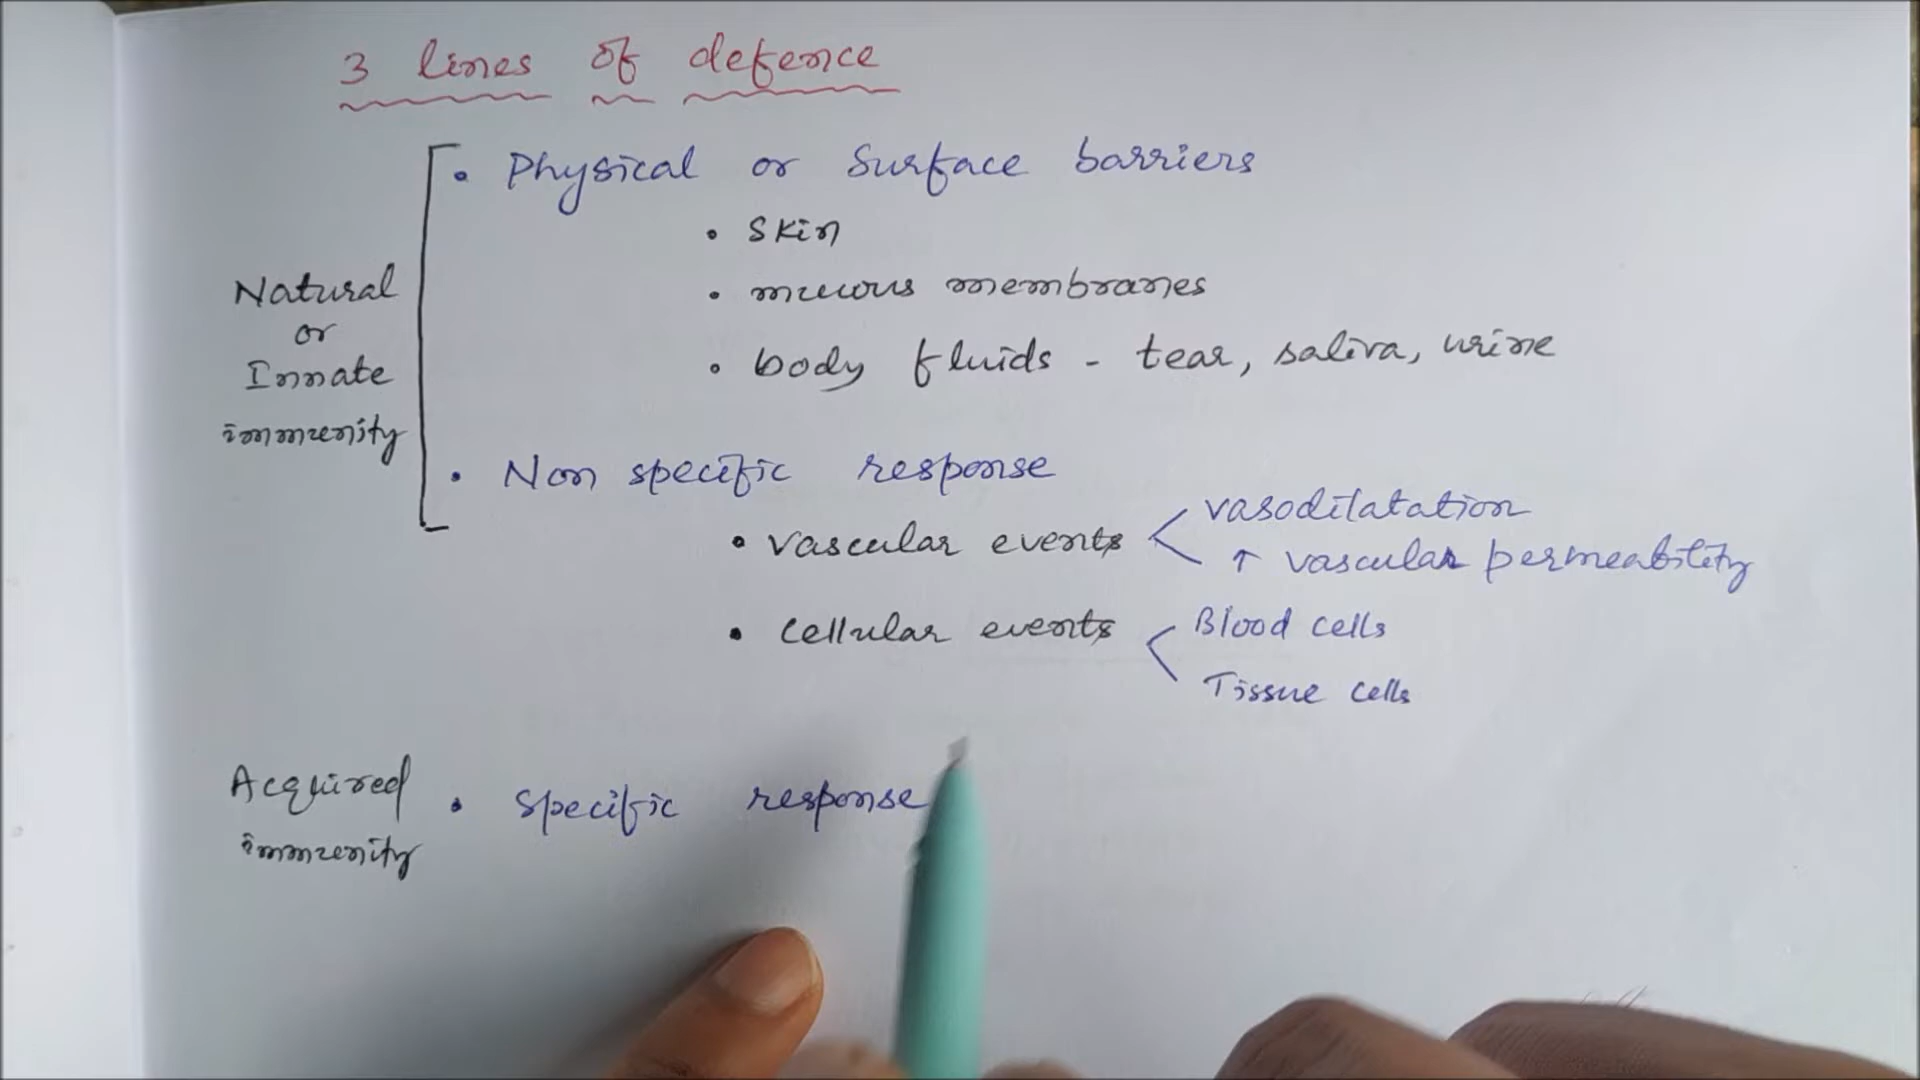 3 lines of defence
• Physical or Surface barriers
• Skin
• mucous membranes
• body fluids - tear, saliva, urine
Natural
or
Innate
immunity
• Non specific response
• vascular events < vasodilatation
↑ vascular permeability
• cellular events < Blood cells
Tissue cells
Acquired
immunity
• Specific response